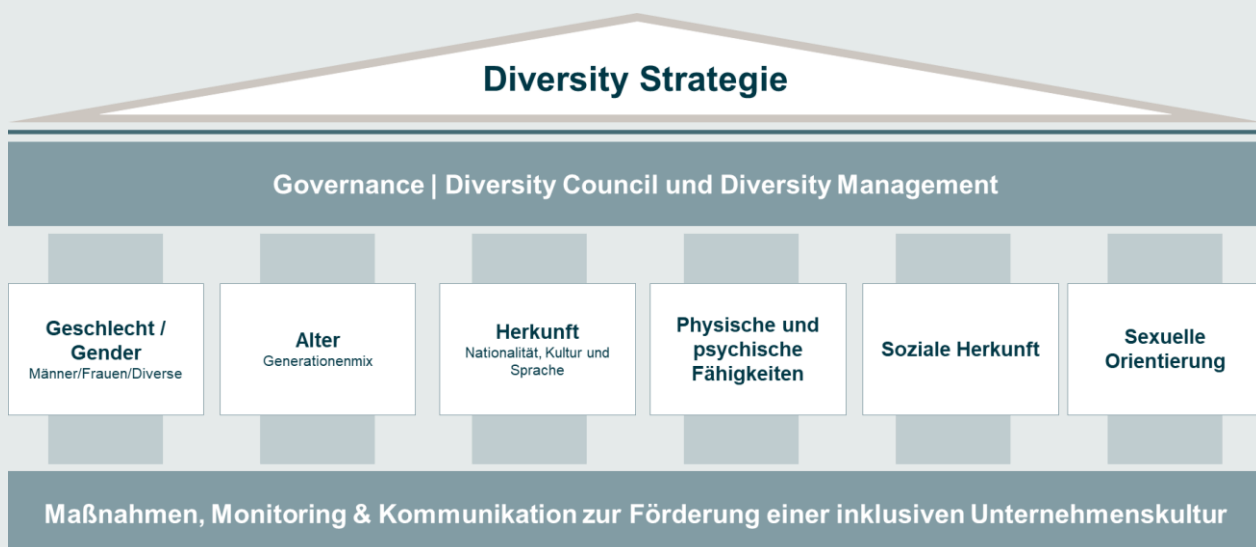 Diversity Strategie
Governance | Diversity Council und Diversity Management
Geschlecht /
Gender
Männer/Frauen/Diverse
Alter
Generationenmix
Herkunft
Nationalität, Kultur und
Sprache
Physische und
psychische
Fähigkeiten
Soziale Herkunft
Sexuelle
Orientierung
Maßnahmen, Monitoring & Kommunikation zur Förderung einer inklusiven Unternehmenskultur